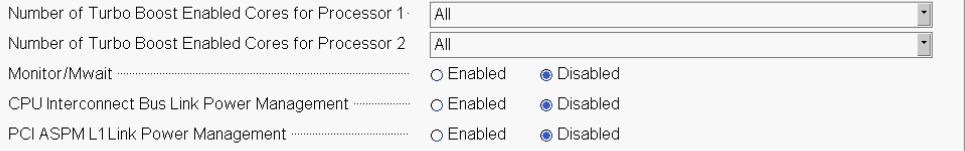 Number of Turbo Boost Enabled Cores for Processor 1 All
Number of Turbo Boost Enabled Cores for Processor 2 All
Monitor/Mwait Enabled Disabled
CPU Interconnect Bus Link Power Management Enabled Disabled
PCI ASPM L1 Link Power Management Enabled Disabled